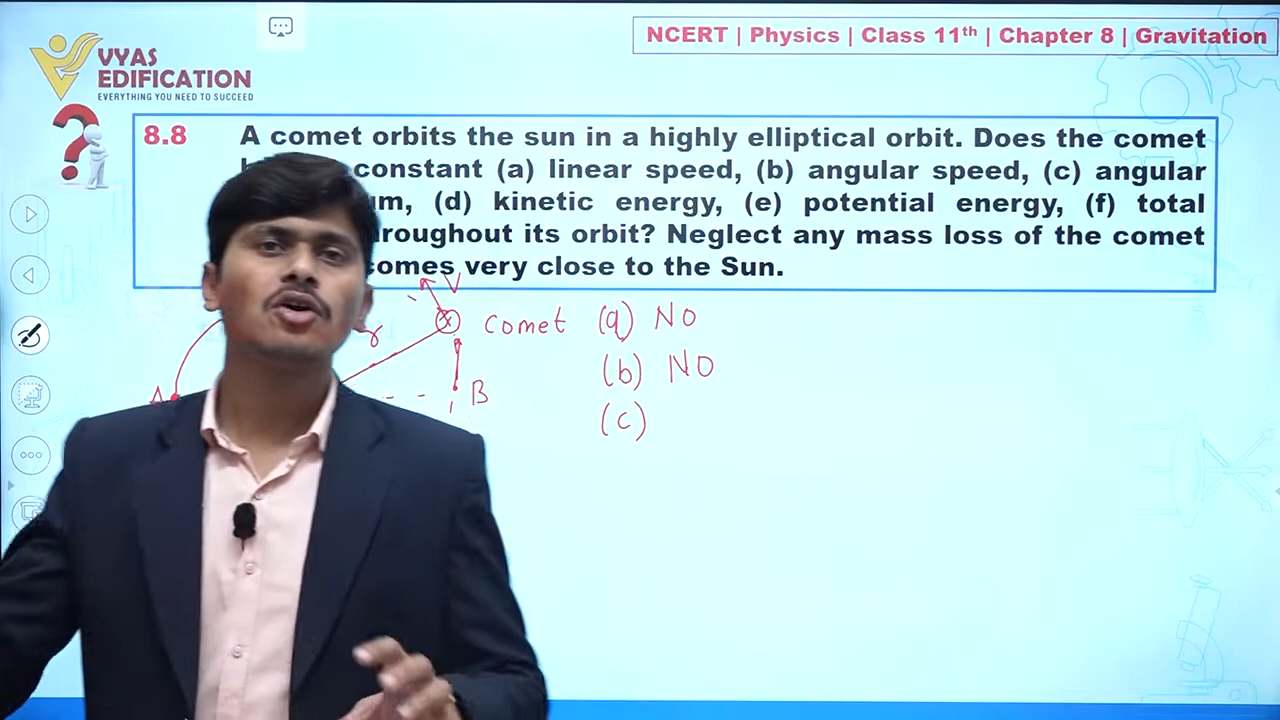 NCERT | Physics | Class 11th | Chapter 8 | Gravitation
VYAS
EDIFICATION
EVERYTHING YOU NEED TO SUCCEED
8.8 A comet orbits the sun in a highly elliptical orbit. Does the comet
constant (a) linear speed, (b) angular speed, (c) angular
um, (d) kinetic energy, (e) potential energy, (f) total
roughout its orbit? Neglect any mass loss of the comet
comes very close to the Sun.
V
r comet (a) NO
(b) NO
A B
(c)